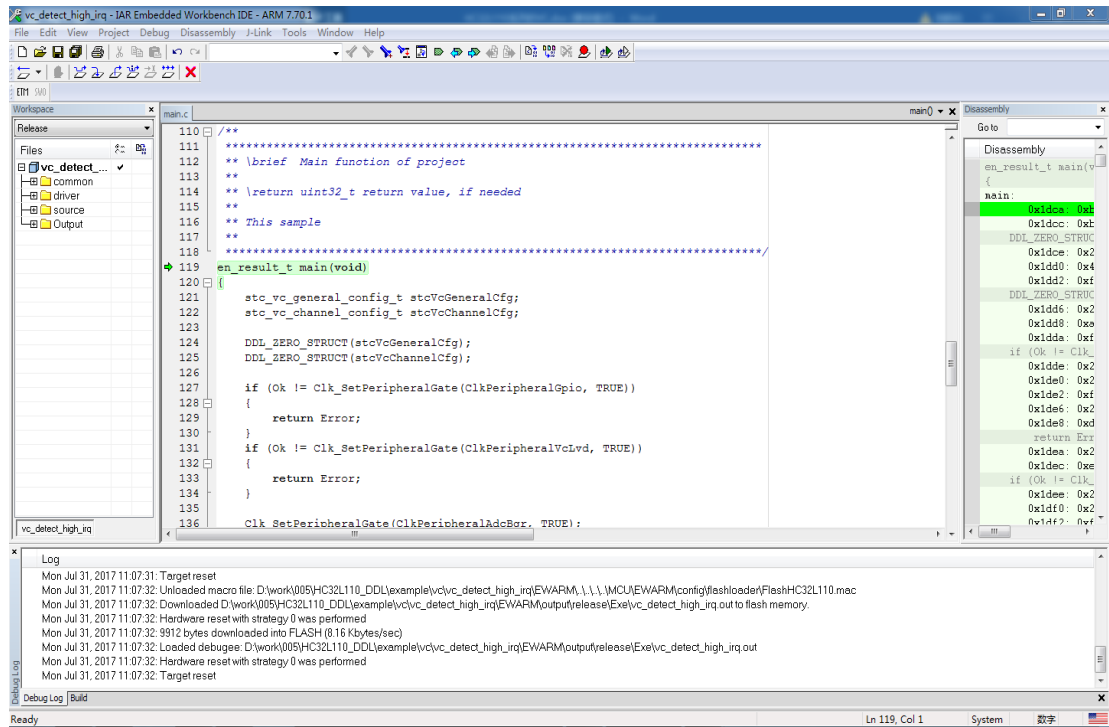 vc_detect_high_irq - IAR Embedded Workbench IDE - ARM 7.70.1
File Edit View Project Debug Disassembly J-Link Tools Window Help
ETM SWO
Workspace
Release
Files
vc_detect_...
common
driver
source
Output
vc_detect_high_irq
main.c
main()
110 /**
111 ******************************************************************************
112 ** \brief  Main function of project
113 **
114 ** \return uint32_t return value, if needed
115 **
116 ** This sample
117 **
118 ******************************************************************************/
119 en_result_t main(void)
120 {
121     stc_vc_general_config_t stcVcGeneralCfg;
122     stc_vc_channel_config_t stcVcChannelCfg;
123
124     DDL_ZERO_STRUCT(stcVcGeneralCfg);
125     DDL_ZERO_STRUCT(stcVcChannelCfg);
126
127     if (Ok != Clk_SetPeripheralGate(ClkPeripheralGpio, TRUE))
128     {
129         return Error;
130     }
131     if (Ok != Clk_SetPeripheralGate(ClkPeripheralVcLvd, TRUE))
132     {
133         return Error;
134     }
135
136     Clk_SetPeripheralGate(ClkPeripheralAdcBgr, TRUE);
Disassembly
Go to
Disassembly
en_result_t main(v
{
main:
0x1dca: 0xb
0x1dcc: 0xb
DDL_ZERO_STRUC
0x1dce: 0x2
0x1dd0: 0x4
0x1dd2: 0xf
DDL_ZERO_STRUC
0x1dd6: 0x2
0x1dd8: 0xa
0x1dda: 0xf
if (Ok != Clk_
0x1dde: 0x2
0x1de0: 0x2
0x1de2: 0xf
0x1de6: 0x2
0x1de8: 0xd
return Err
0x1dea: 0x2
0x1dec: 0xe
if (Ok != Clk_
0x1dee: 0x2
0x1df0: 0x2
0x1df2: 0xf
Log
Mon Jul 31, 2017 11:07:31: Target reset
Mon Jul 31, 2017 11:07:32: Unloaded macro file: D:\work\005\HC32L110_DDL\example\vc\vc_detect_high_irq\EWARM\..\..\..\..\MCU\EWARM\config\flashloader\FlashHC32L110.mac
Mon Jul 31, 2017 11:07:32: Downloaded D:\work\005\HC32L110_DDL\example\vc\vc_detect_high_irq\EWARM\output\release\Exe\vc_detect_high_irq.out to flash memory.
Mon Jul 31, 2017 11:07:32: Hardware reset with strategy 0 was performed
Mon Jul 31, 2017 11:07:32: 9912 bytes downloaded into FLASH (8.16 Kbytes/sec)
Mon Jul 31, 2017 11:07:32: Loaded debugee: D:\work\005\HC32L110_DDL\example\vc\vc_detect_high_irq\EWARM\output\release\Exe\vc_detect_high_irq.out
Mon Jul 31, 2017 11:07:32: Hardware reset with strategy 0 was performed
Mon Jul 31, 2017 11:07:32: Target reset
Debug Log
Debug Log Build
Ready
Ln 119, Col 1
System
数字